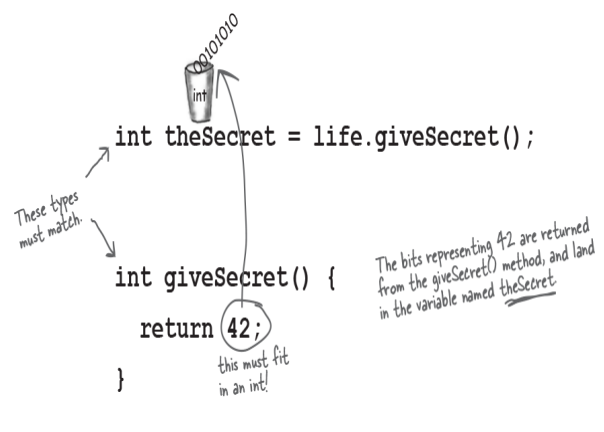 00101010
int
int theSecret = life.giveSecret();
These types
must match.
int giveSecret() {
return 42;
}
this must fit
in an int!
The bits representing 42 are returned
from the giveSecret() method, and land
in the variable named theSecret